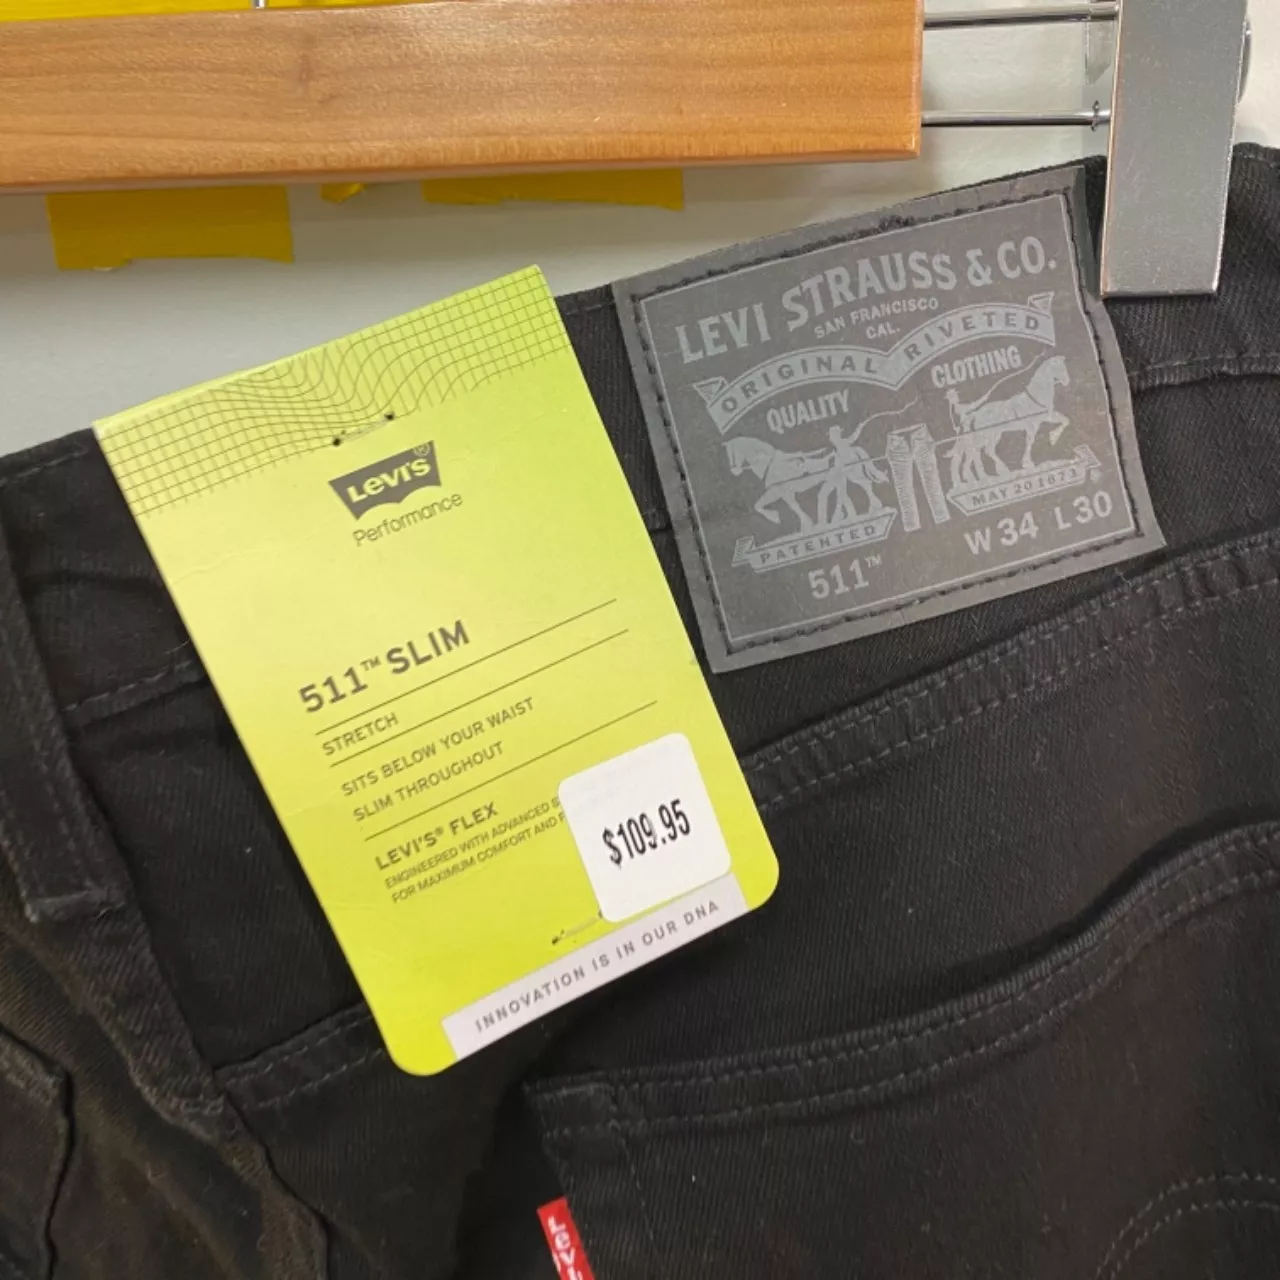 LEVI STRAUSS & CO.
SAN FRANCISCO
CAL.
ORIGINAL RIVETED
QUALITY CLOTHING
PATENTED MAY 20 1873
511™ W 34 L 30
Levi's®
Performance
511™ SLIM
STRETCH
SITS BELOW YOUR WAIST
SLIM THROUGHOUT
LEVI'S® FLEX
ENGINEERED WITH ADVANCED
FOR MAXIMUM COMFORT AND
$109.95
INNOVATION IS IN OUR DNA
Levi